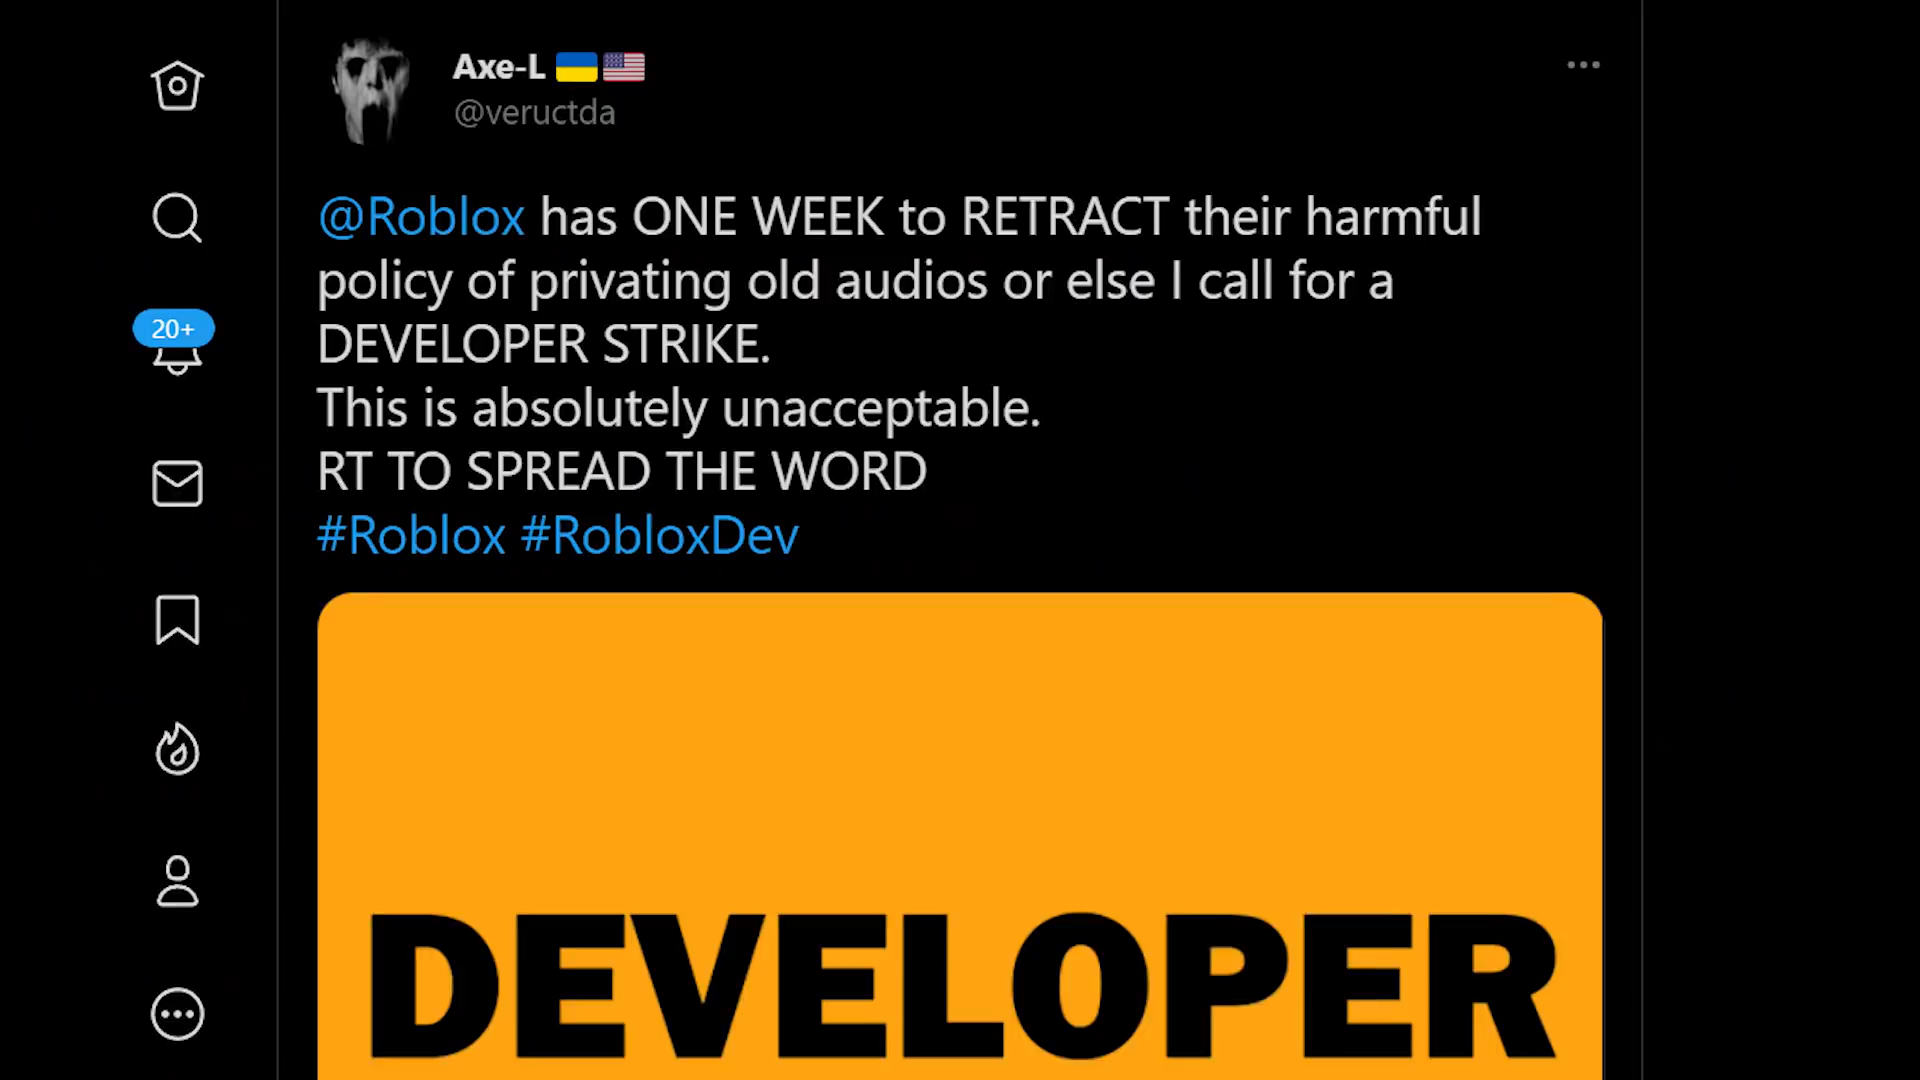 Axe-L 🇺🇦🇺🇸
@veructda
@Roblox has ONE WEEK to RETRACT their harmful
policy of privating old audios or else I call for a
DEVELOPER STRIKE.
This is absolutely unacceptable.
RT TO SPREAD THE WORD
#Roblox #RobloxDev
20+
DEVELOPER